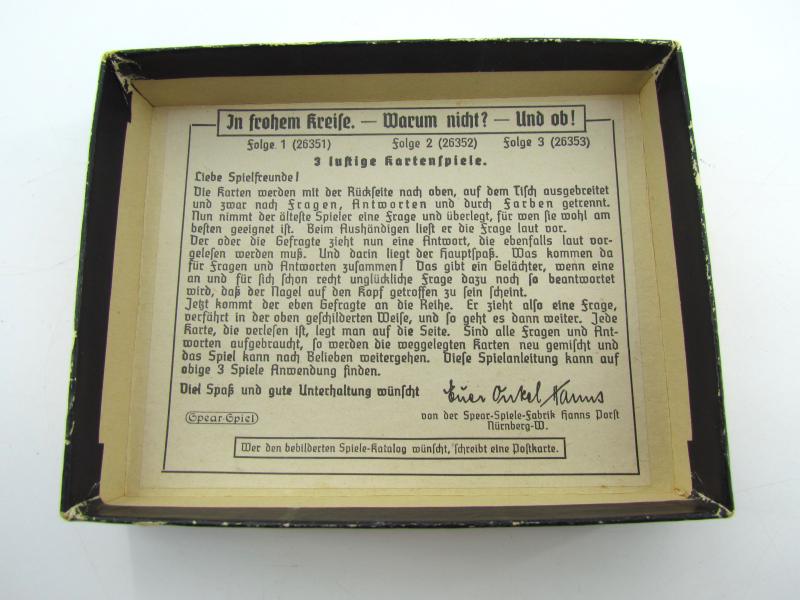 In frohem Kreise. — Warum nicht? — Und ob!
Folge 1 (26351) Folge 2 (26352) Folge 3 (26353)
3 lustige Kartenspiele.
Liebe Spielfreunde!
Die Karten werden mit der Rückseite nach oben, auf dem Tisch ausgebreitet
und zwar nach Fragen, Antworten und durch Farben getrennt.
Nun nimmt der älteste Spieler eine Frage und überlegt, für wen sie wohl am
besten geeignet ist. Beim Aushändigen liest er die Frage laut vor.
Der oder die Gefragte zieht nun eine Antwort, die ebenfalls laut vor-
gelesen werden muß. Und darin liegt der Hauptspaß. Was kommen da
für Fragen und Antworten zusammen! Das gibt ein Gelächter, wenn eine
an und für sich schon recht unglückliche Frage dazu noch so beantwortet
wird, daß der Nagel auf den Kopf getroffen zu sein scheint.
Jetzt kommt der eben Gefragte an die Reihe. Er zieht also eine Frage,
verfährt in der oben geschilderten Weise, und so geht es dann weiter. Jede
Karte, die verlesen ist, legt man auf die Seite. Sind alle Fragen und Ant-
worten aufgebraucht, so werden die weggelegten Karten neu gemischt und
das Spiel kann nach Belieben weitergehen. Diese Spielanleitung kann auf
obige 3 Spiele Anwendung finden.
Viel Spaß und gute Unterhaltung wünscht Euer Onkel Hanns
Spear-Spiel von der Spear-Spiele-Fabrik Hanns Porst
Nürnberg-W.
Wer den bebilderten Spiele-Katalog wünscht, schreibt eine Postkarte.